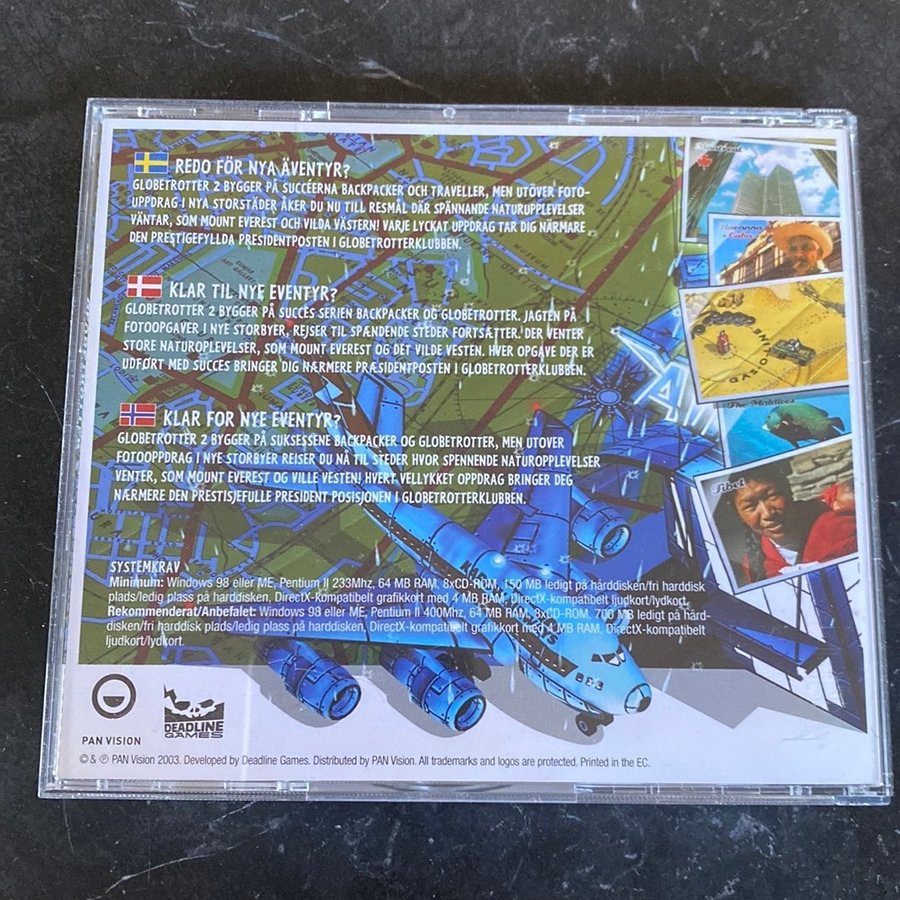 REDO FÖR NYA ÄVENTYR?
GLOBETROTTER 2 BYGGER PÅ SUCCÉERNA BACKPACKER OCH TRAVELLER, MEN UTÖVER FOTO-
UPPDRAG I NYA STORSTÄDER ÅKER DU NU TILL RESMÅL DÄR SPÄNNANDE NATURUPPLEVELSER
VÄNTAR, SOM MOUNT EVEREST OCH VILDA VÄSTERN! VARJE LYCKAT UPPDRAG TAR DIG NÄRMARE
DEN PRESTIGEFYLLDA PRESIDENTPOSTEN I GLOBETROTTERKLUBBEN.
KLAR TIL NYE EVENTYR?
GLOBETROTTER 2 BYGGER PÅ SUCCES SERIEN BACKPACKER OG GLOBETROTTER. JAGTEN PÅ
FOTOOPGAVER I NYE STORBYER, REJSER TIL SPÆNDENDE STEDER FORTSÆTTER. DER VENTER
STORE NATUROPLEVELSER, SOM MOUNT EVEREST OG DET VILDE VESTEN. HVER OPGAVE DER ER
UDFØRT MED SUCCES BRINGER DIG NÆRMERE PRÆSIDENTPOSTEN I GLOBETROTTERKLUBBEN.
KLAR FOR NYE EVENTYR?
GLOBETROTTER 2 BYGGER PÅ SUKSESSENE BACKPACKER OG GLOBETROTTER, MEN UTOVER
FOTOOPPDRAG I NYE STORBYER REISER DU NÅ TIL STEDER HVOR SPENNENDE NATUROPPLEVELSER
VENTER, SOM MOUNT EVEREST OG VILLE VESTEN! HVERT VELLYKKET OPPDRAG BRINGER DEG
NÆRMERE DEN PRESTISJEFULLE PRESIDENT POSISJONEN I GLOBETROTTERKLUBBEN.
Montreal
Havanna
Cuba
The Maldives
Tibet
SYSTEMKRAV
Minimum: Windows 98 eller ME, Pentium II 233Mhz, 64 MB RAM, 8xCD-ROM, 150 MB ledigt på hårddisken/fri harddisk
plads/ledig plass på harddisken, DirectX-kompatibelt grafikkort med 4 MB RAM, DirectX-kompatibelt ljudkort/lydkort.
Rekommenderat/Anbefalet: Windows 98 eller ME, Pentium II 400Mhz, 64 MB RAM, 8xCD-ROM, 700 MB ledigt på hård-
disken/fri harddisk plads/ledig plass på harddisken, DirectX-kompatibelt grafikkort med 4 MB RAM, DirectX-kompatibelt
ljudkort/lydkort.
PAN VISION
DEADLINE
GAMES
© & ℗ PAN Vision 2003. Developed by Deadline Games. Distributed by PAN Vision. All trademarks and logos are protected. Printed in the EC.